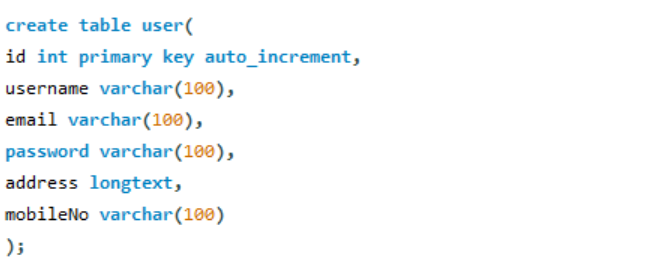 create table user(
id int primary key auto_increment,
username varchar(100),
email varchar(100),
password varchar(100),
address longtext,
mobileNo varchar(100)
);